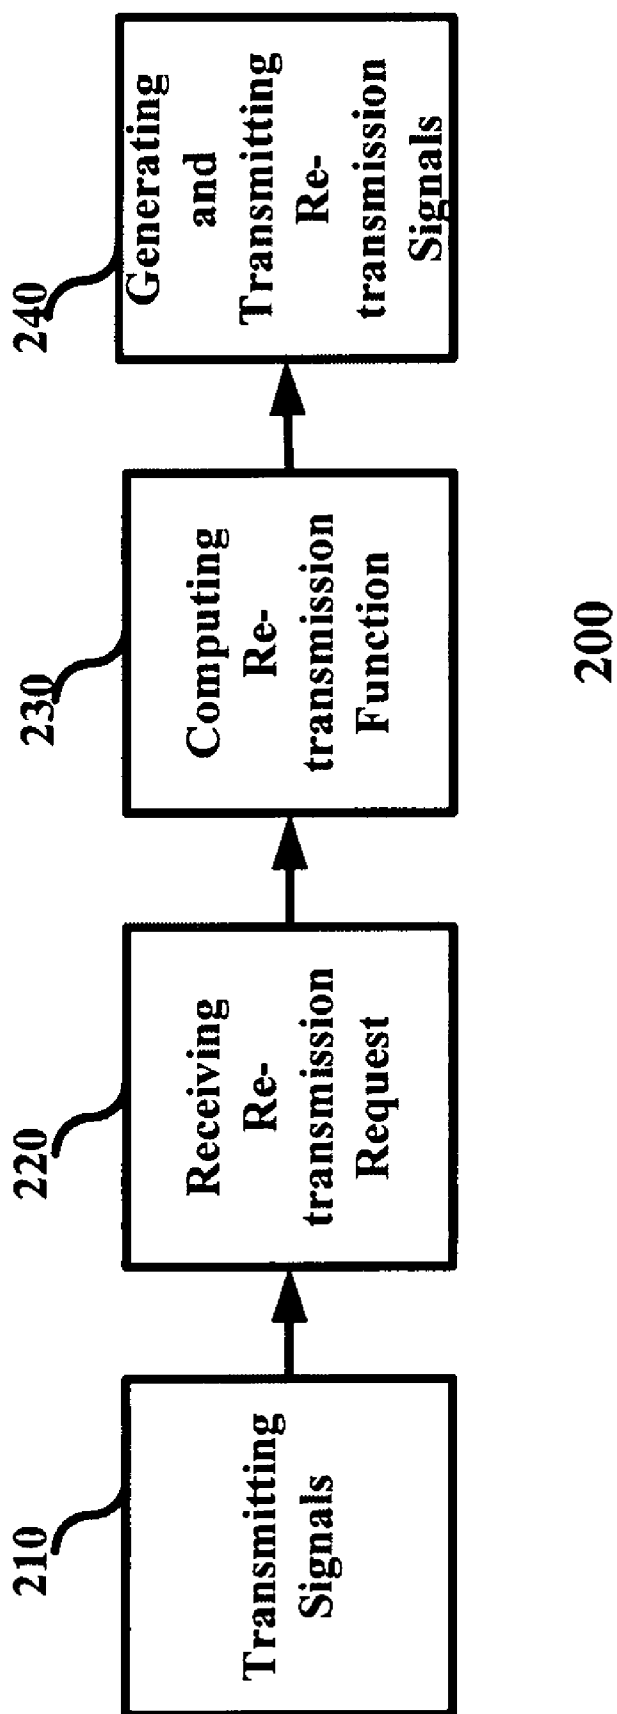 210
Transmitting
Signals
220
Receiving
Re-
transmission
Request
230
Computing
Re-
transmission
Function
240
Generating
and
Transmitting
Re-
transmission
Signals
200